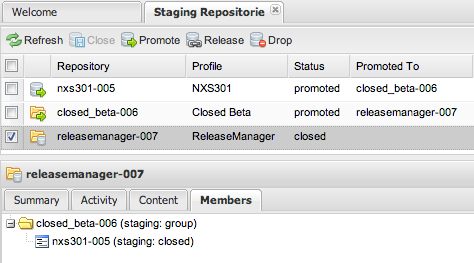 Welcome Staging Repositorie
Refresh Close Promote Release Drop
Repository Profile Status Promoted To
nxs301-005 NXS301 promoted closed_beta-006
closed_beta-006 Closed Beta promoted releasemanager-007
releasemanager-007 ReleaseManager closed
releasemanager-007
Summary Activity Content Members
closed_beta-006 (staging: group)
nxs301-005 (staging: closed)